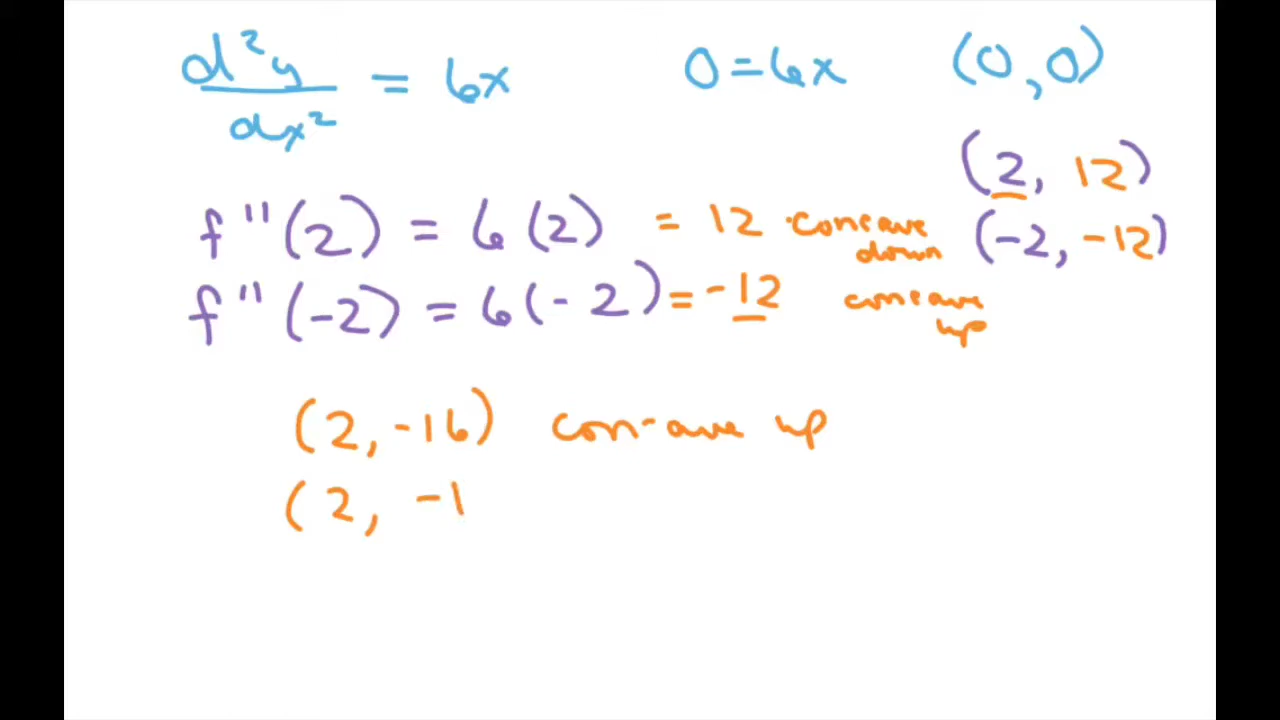 d²y/dx² = 6x    0 = 6x    (0, 0)
(2, 12)
f''(2) = 6(2) = 12 concave down    (-2, -12)
f''(-2) = 6(-2) = -12 concave up
(2, -16) concave up
(2, -1